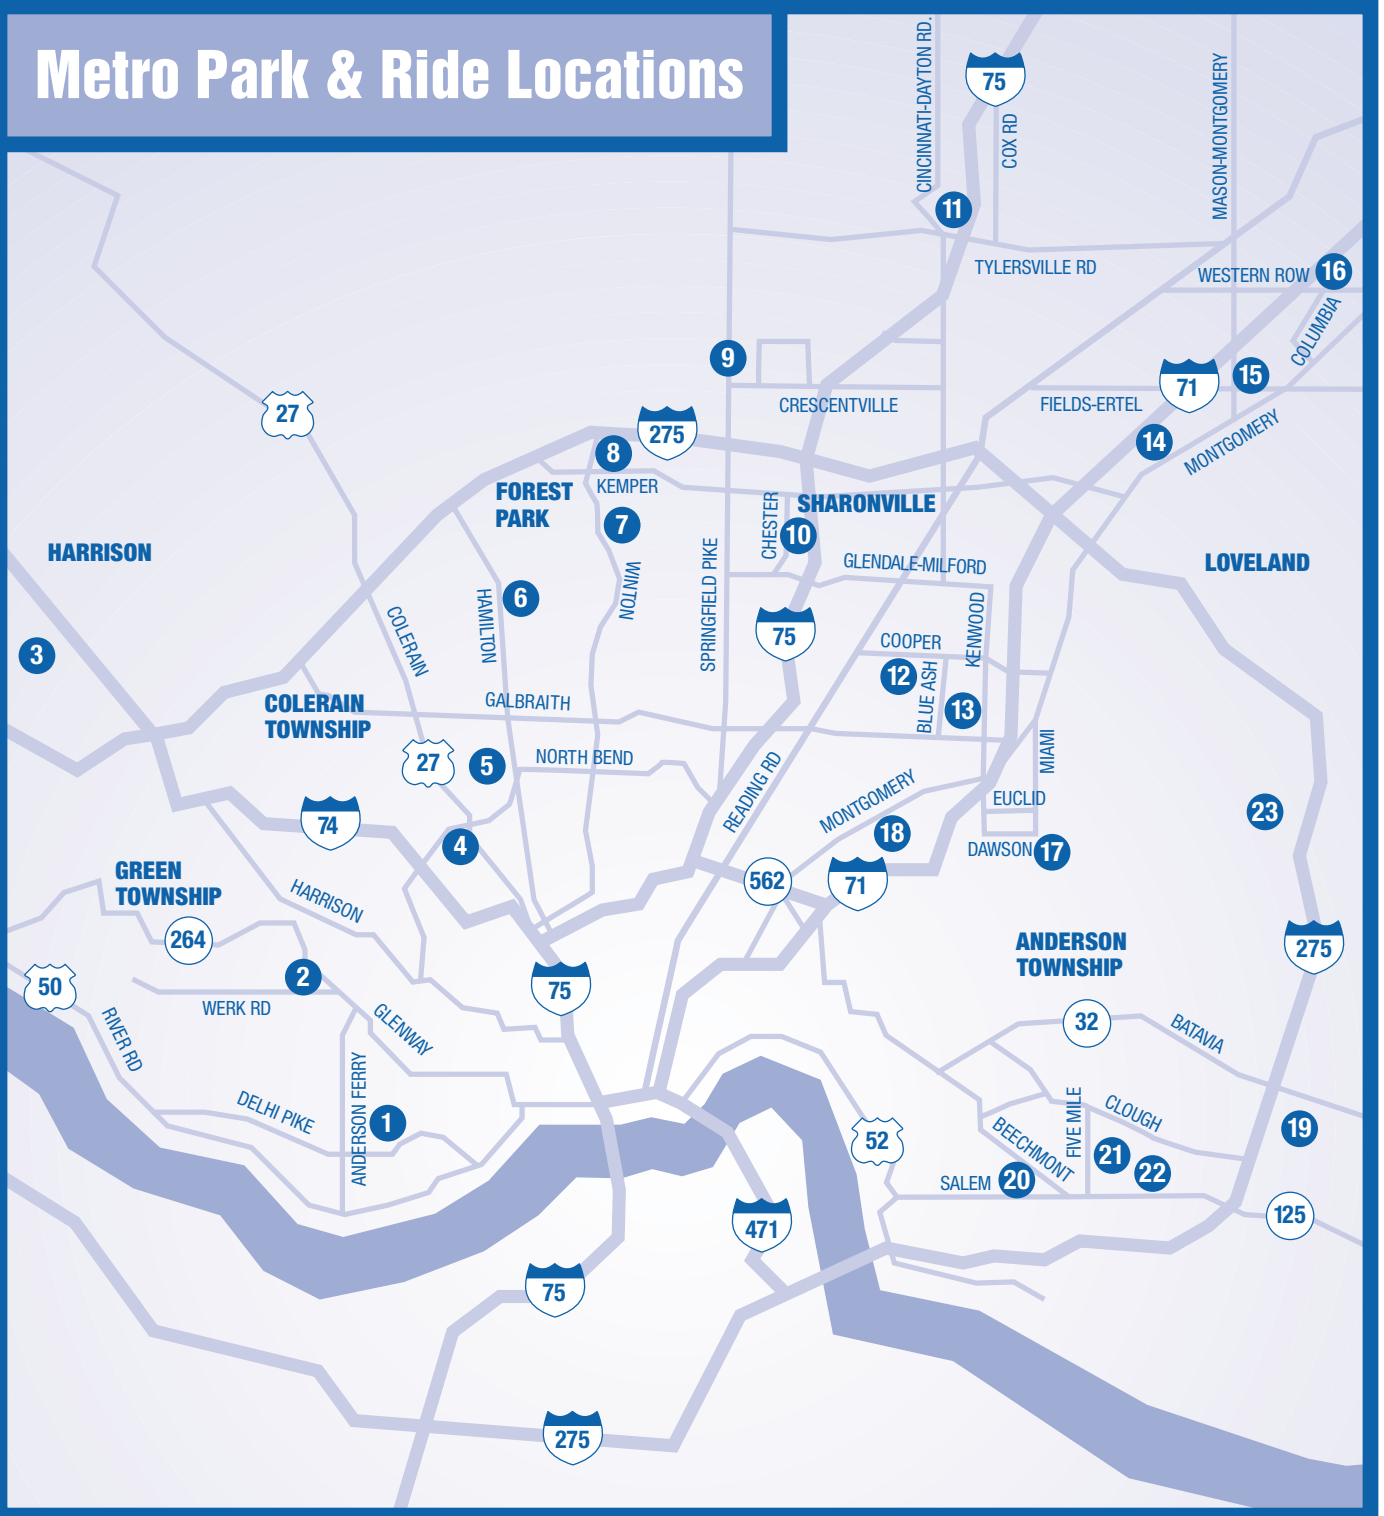 Metro Park & Ride Locations
CINCINNATI-DAYTON RD.
75
COX RD
MASON-MONTGOMERY
11
TYLERSVILLE RD
WESTERN ROW
16
COLUMBIA
9
71
15
27
CRESCENTVILLE
FIELDS-ERTEL
275
14
MONTGOMERY
8
FOREST
PARK
KEMPER
7
CHESTER
SHARONVILLE
10
HARRISON
GLENDALE-MILFORD
LOVELAND
SPRINGFIELD PIKE
WINTON
6
HAMILTON
COLERAIN
75
KENWOOD
COOPER
3
12
BLUE ASH
13
COLERAIN
TOWNSHIP
GALBRAITH
27
5
NORTH BEND
MIAMI
READING RD
MONTGOMERY
EUCLID
23
74
4
18
DAWSON
17
GREEN
TOWNSHIP
HARRISON
562
71
264
ANDERSON
TOWNSHIP
275
50
2
75
WERK RD
RIVER RD
GLENWAY
32
BATAVIA
ANDERSON FERRY
DELHI PIKE
1
FIVE MILE
CLOUGH
19
52
BEECHMONT
21
22
SALEM
20
471
125
75
275